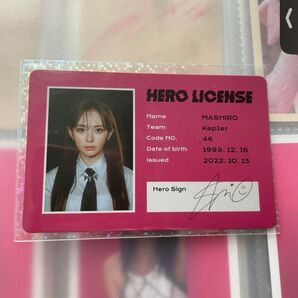 HERO LICENSE
Name MASHIRO
Team Kep1er
Code NO. 46
Date of birth 1999. 12. 16
Issued 2022. 10. 13
Hero Sign